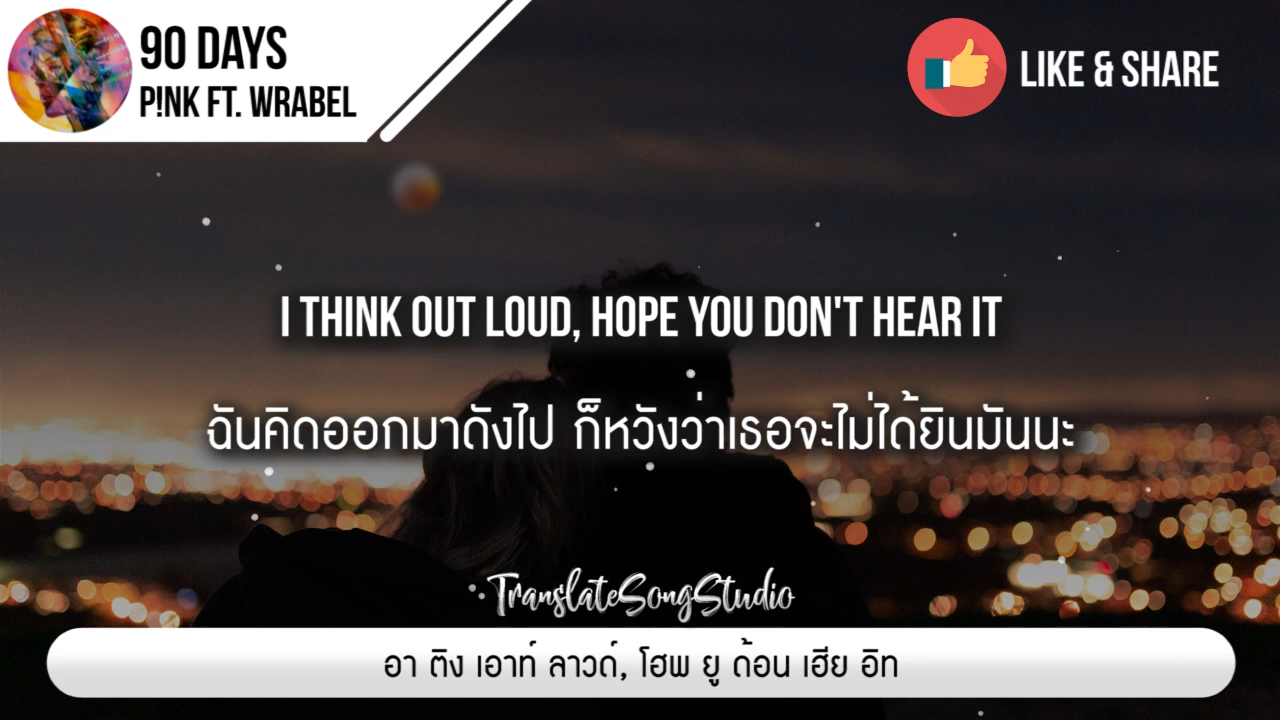 90 DAYS
P!NK FT. WRABEL
LIKE & SHARE
I THINK OUT LOUD, HOPE YOU DON'T HEAR IT
ฉันคิดออกมาดังไป ก็หวังว่าเธอจะไม่ได้ยินมันนะ
TranslateSongStudio
อา ติง เอาท์ ลาวด์, โฮพ ยู ด้อน เฮีย อิท